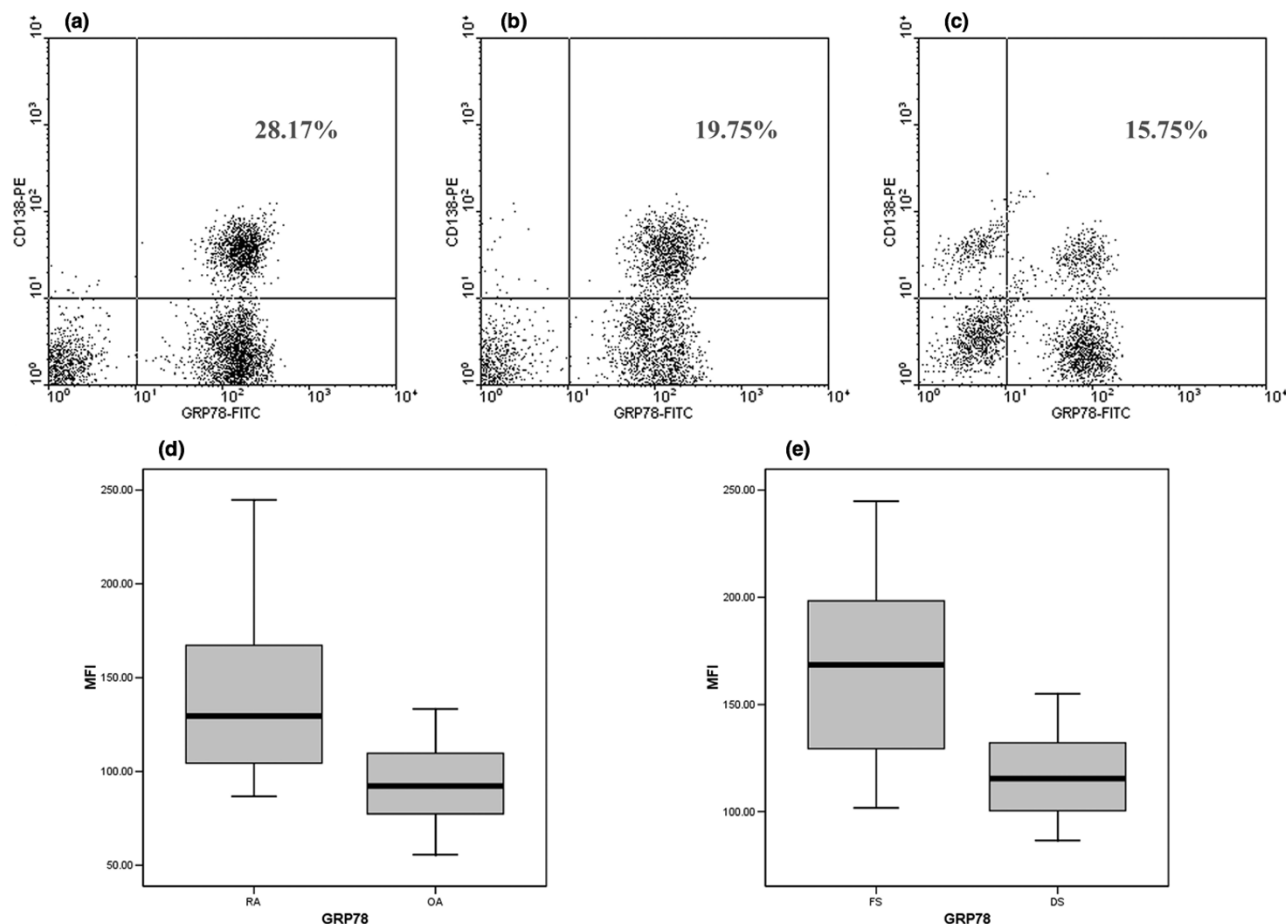 (a)
(b)
(c)
10⁴
10³
10²
10¹
10⁰
CD138-PE
28.17%
10⁰
10¹
10²
10³
10⁴
GRP78-FITC
10⁴
10³
10²
10¹
10⁰
CD138-PE
19.75%
10⁰
10¹
10²
10³
10⁴
GRP78-FITC
10⁴
10³
10²
10¹
10⁰
CD138-PE
15.75%
10⁰
10¹
10²
10³
10⁴
GRP78-FITC
(d)
250.00
200.00
150.00
100.00
50.00
MFI
RA
OA
GRP78
(e)
250.00
200.00
150.00
100.00
MFI
FS
DS
GRP78